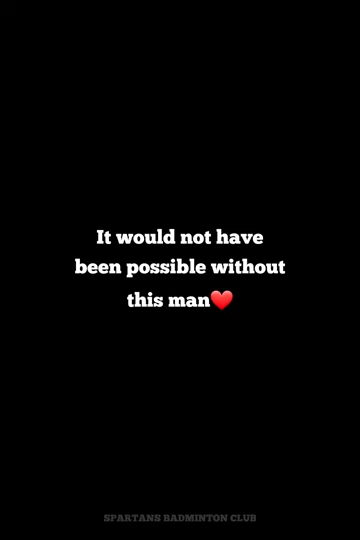 It would not have
been possible without
this man❤️
SPARTANS BADMINTON CLUB